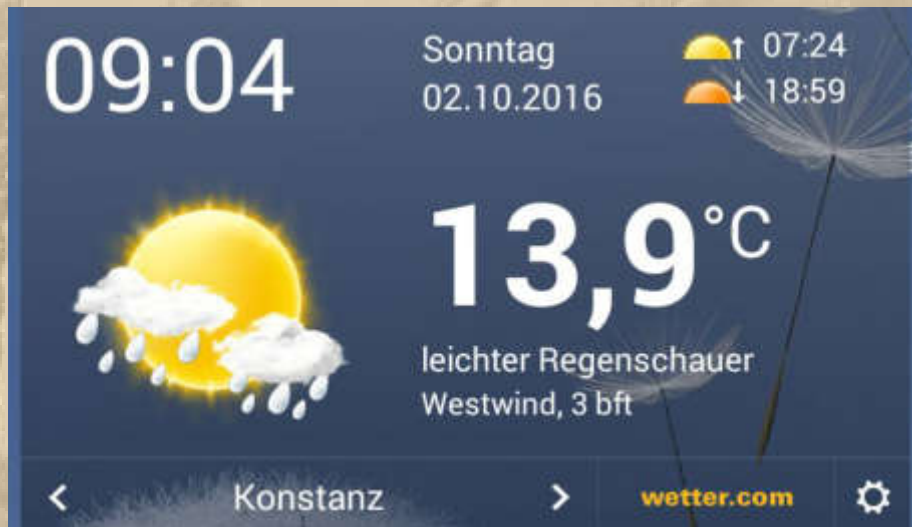 09:04
Sonntag
02.10.2016
07:24
18:59
13,9°C
leichter Regenschauer
Westwind, 3 bft
Konstanz
wetter.com